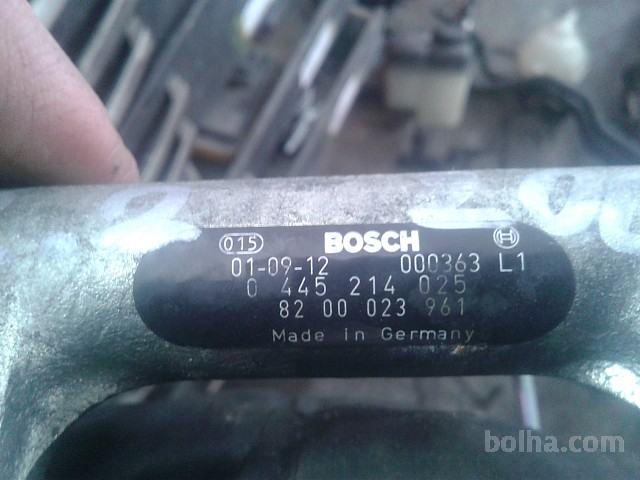 015 BOSCH
01-09-12 000363 L1
0 445 214 025
82 00 023 961
Made in Germany
bolha.com